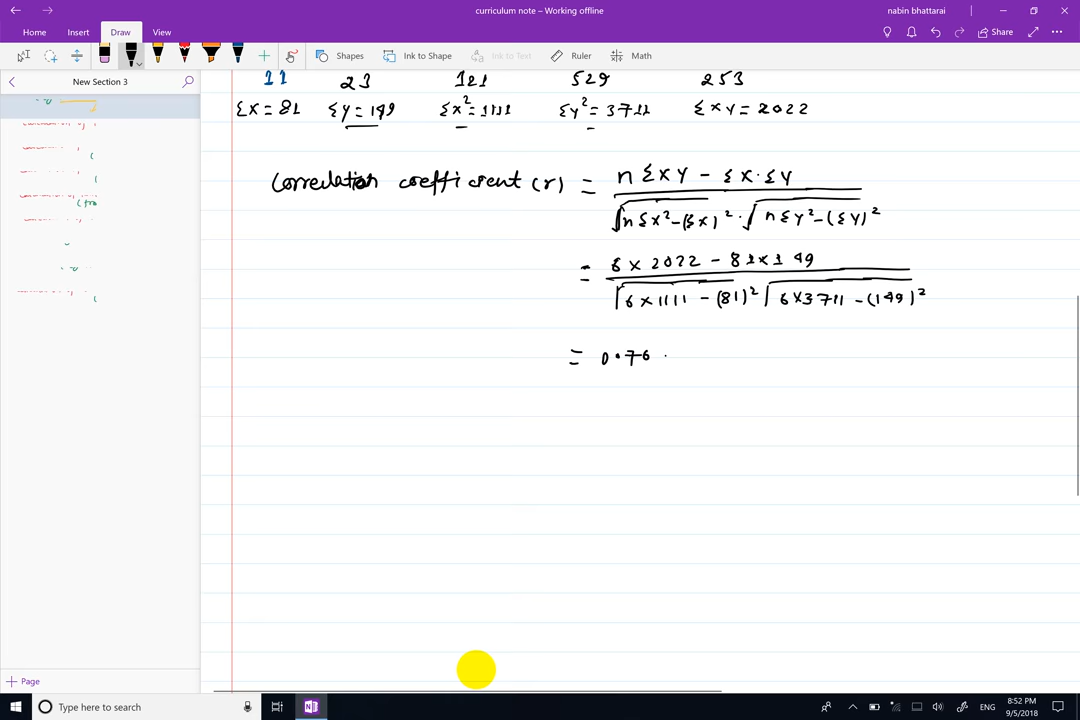 curriculum note – Working offline
nabin bhattarai
Home Insert Draw View
Share
Shapes Ink to Shape Ink to Text Ruler Math
New Section 3
11 23 121 529 253
ΣX = 81 ΣY = 149 Σx² = 1111 Σy² = 3711 ΣXY = 2022
Correlation coefficient (r) = n ΣXY - ΣX·ΣY
√n Σx² - (Σx)² · √n ΣY² - (ΣY)²
= 6 × 2022 - 81 × 149
√6 × 1111 - (81)² √6 × 3711 - (149)²
= 0.76
Page
Type here to search
ENG
8:52 PM
9/5/2018